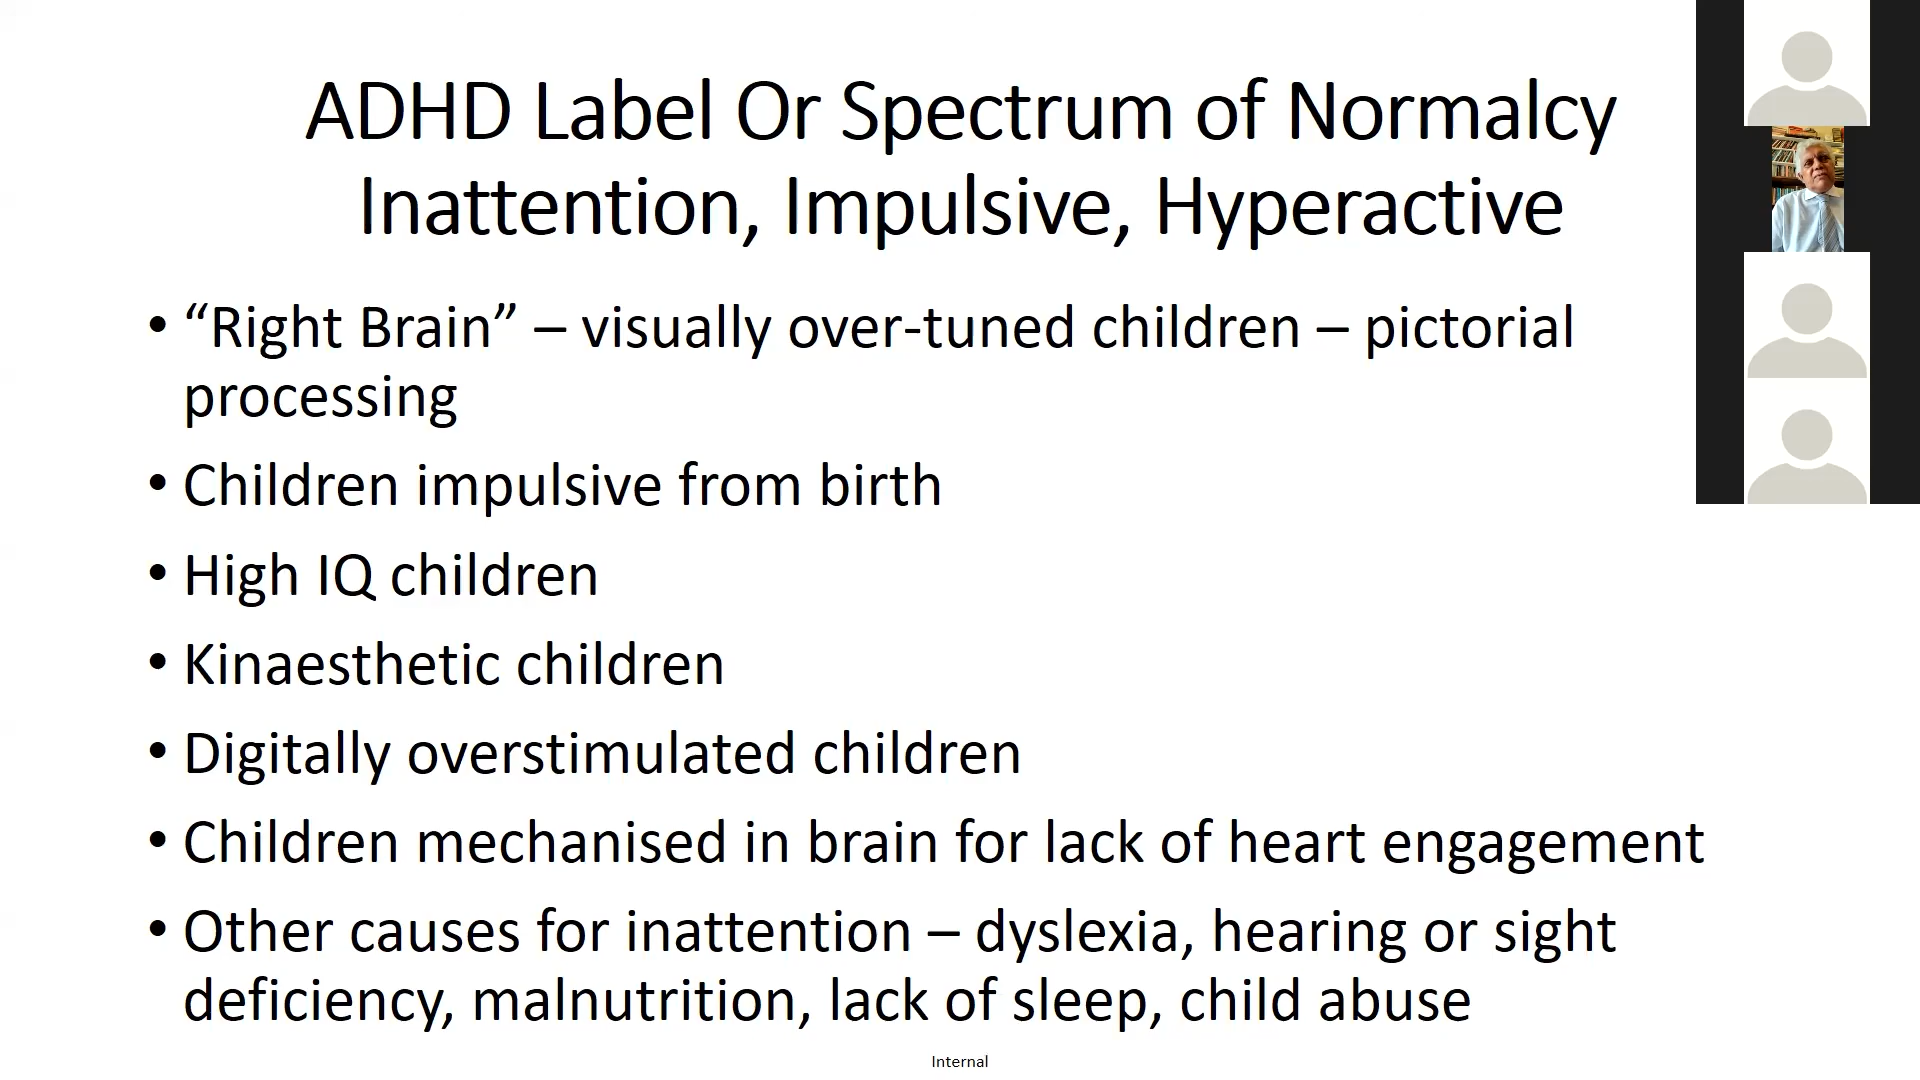 ADHD Label Or Spectrum of Normalcy
Inattention, Impulsive, Hyperactive
• “Right Brain” – visually over-tuned children – pictorial
processing
• Children impulsive from birth
• High IQ children
• Kinaesthetic children
• Digitally overstimulated children
• Children mechanised in brain for lack of heart engagement
• Other causes for inattention – dyslexia, hearing or sight
deficiency, malnutrition, lack of sleep, child abuse
Internal